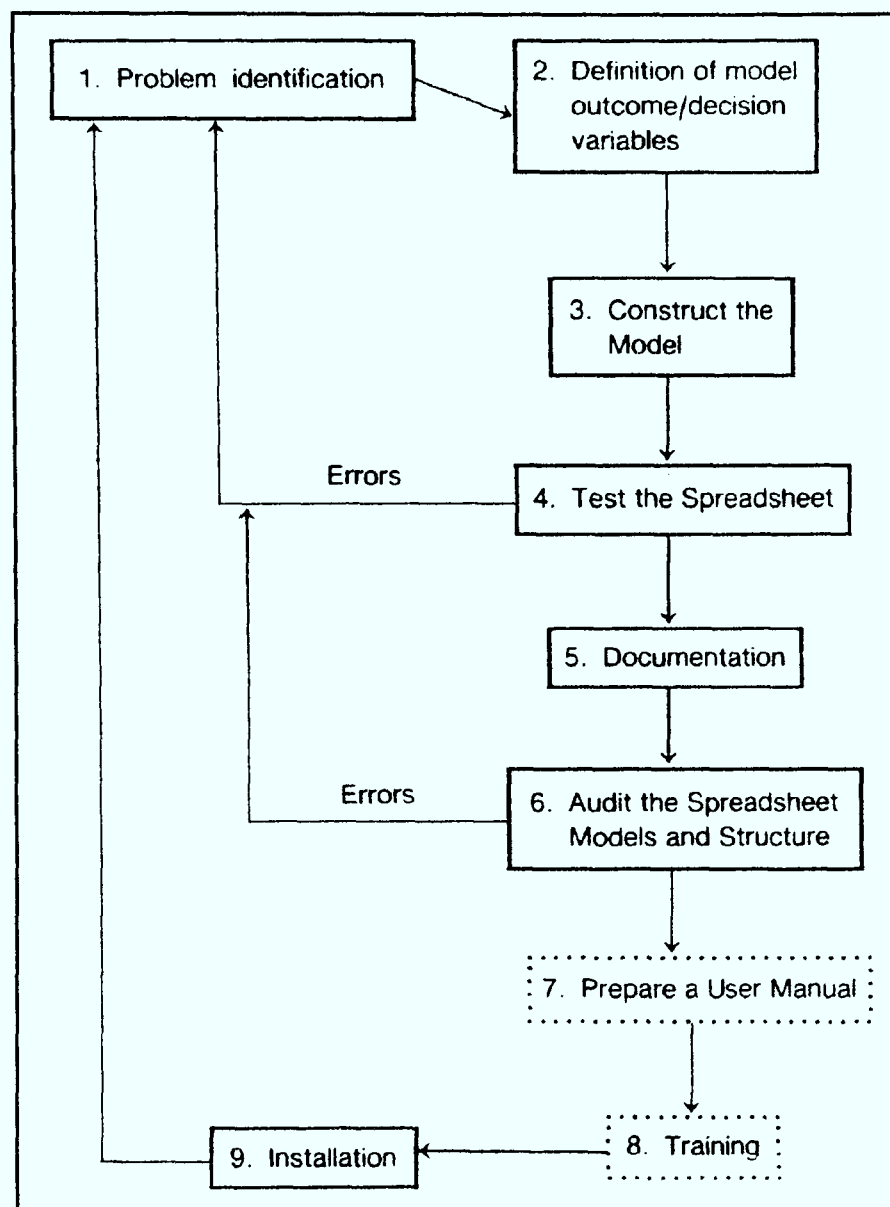 1. Problem identification
2. Definition of model
outcome/decision
variables
3. Construct the
Model
Errors
4. Test the Spreadsheet
5. Documentation
Errors
6. Audit the Spreadsheet
Models and Structure
7. Prepare a User Manual
8. Training
9. Installation